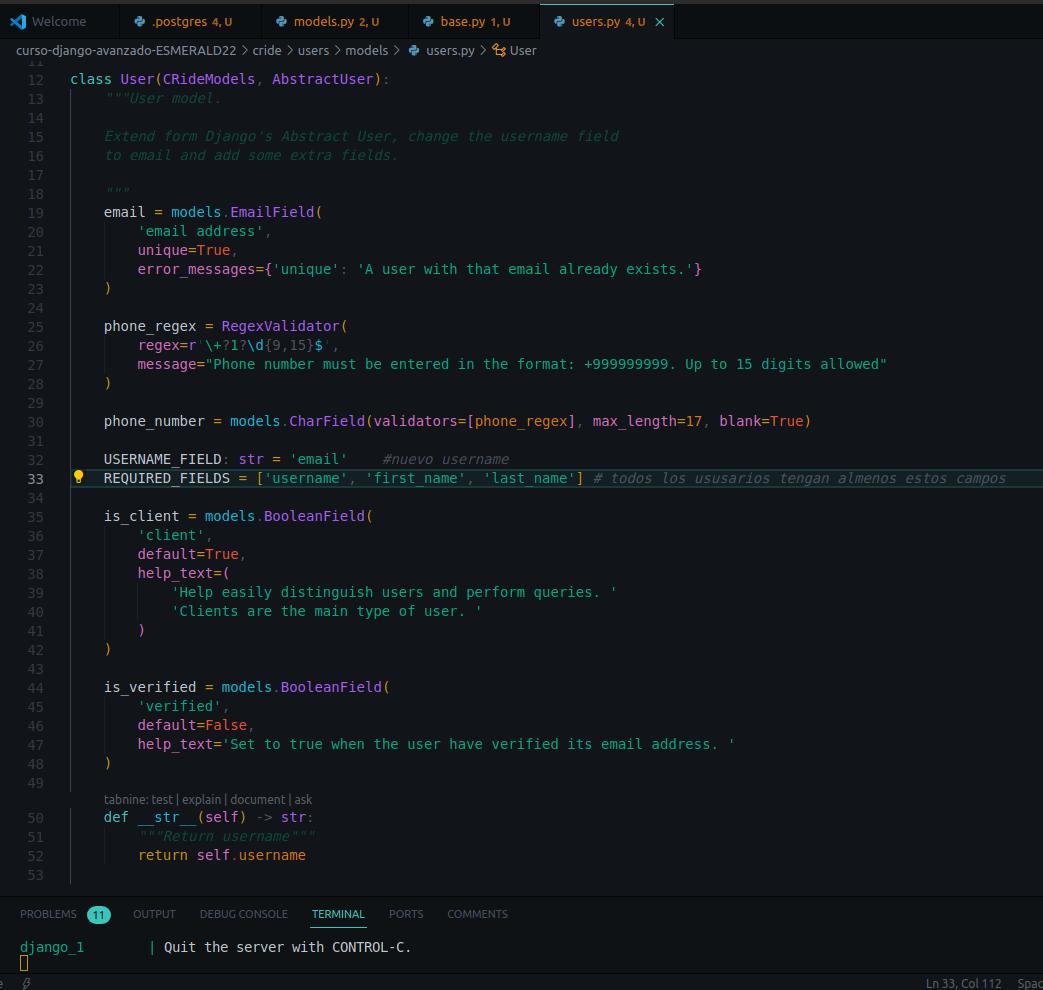 Welcome .postgres 4, U models.py 2, U base.py 1, U users.py 4, U
curso-django-avanzado-ESMERALD22 > cride > users > models > users.py > User
11
12 class User(CRideModels, AbstractUser):
13 """User model.
14
15 Extend form Django's Abstract User, change the username field
16 to email and add some extra fields.
17
18 """
19 email = models.EmailField(
20 'email address',
21 unique=True,
22 error_messages={'unique': 'A user with that email already exists.'}
23 )
24
25 phone_regex = RegexValidator(
26 regex=r'\+?1?\d{9,15}$',
27 message="Phone number must be entered in the format: +999999999. Up to 15 digits allowed"
28 )
29
30 phone_number = models.CharField(validators=[phone_regex], max_length=17, blank=True)
31
32 USERNAME_FIELD: str = 'email' #nuevo username
33 REQUIRED_FIELDS = ['username', 'first_name', 'last_name'] # todos los ususarios tengan almenos estos campos
34
35 is_client = models.BooleanField(
36 'client',
37 default=True,
38 help_text=(
39 'Help easily distinguish users and perform queries. '
40 'Clients are the main type of user. '
41 )
42 )
43
44 is_verified = models.BooleanField(
45 'verified',
46 default=False,
47 help_text='Set to true when the user have verified its email address. '
48 )
49
tabnine: test | explain | document | ask
50 def __str__(self) -> str:
51 """Return username"""
52 return self.username
53
PROBLEMS 11 OUTPUT DEBUG CONSOLE TERMINAL PORTS COMMENTS
django_1 | Quit the server with CONTROL-C.
Ln 33, Col 112 Spac